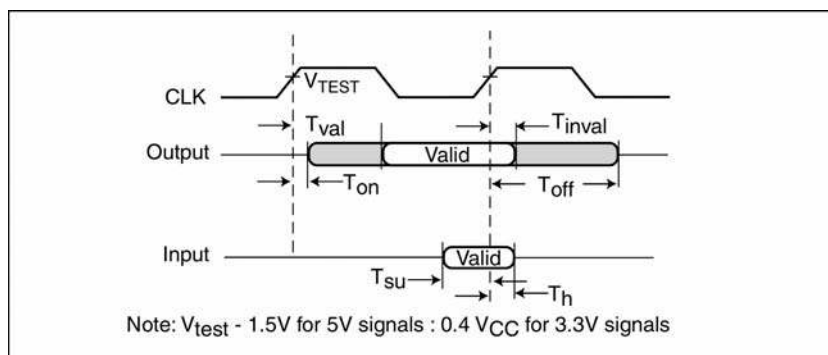 VTEST
CLK
Tval
Tinval
Output
Valid
Ton
Toff
Input
Valid
Tsu
Th
Note: Vtest - 1.5V for 5V signals : 0.4 VCC for 3.3V signals